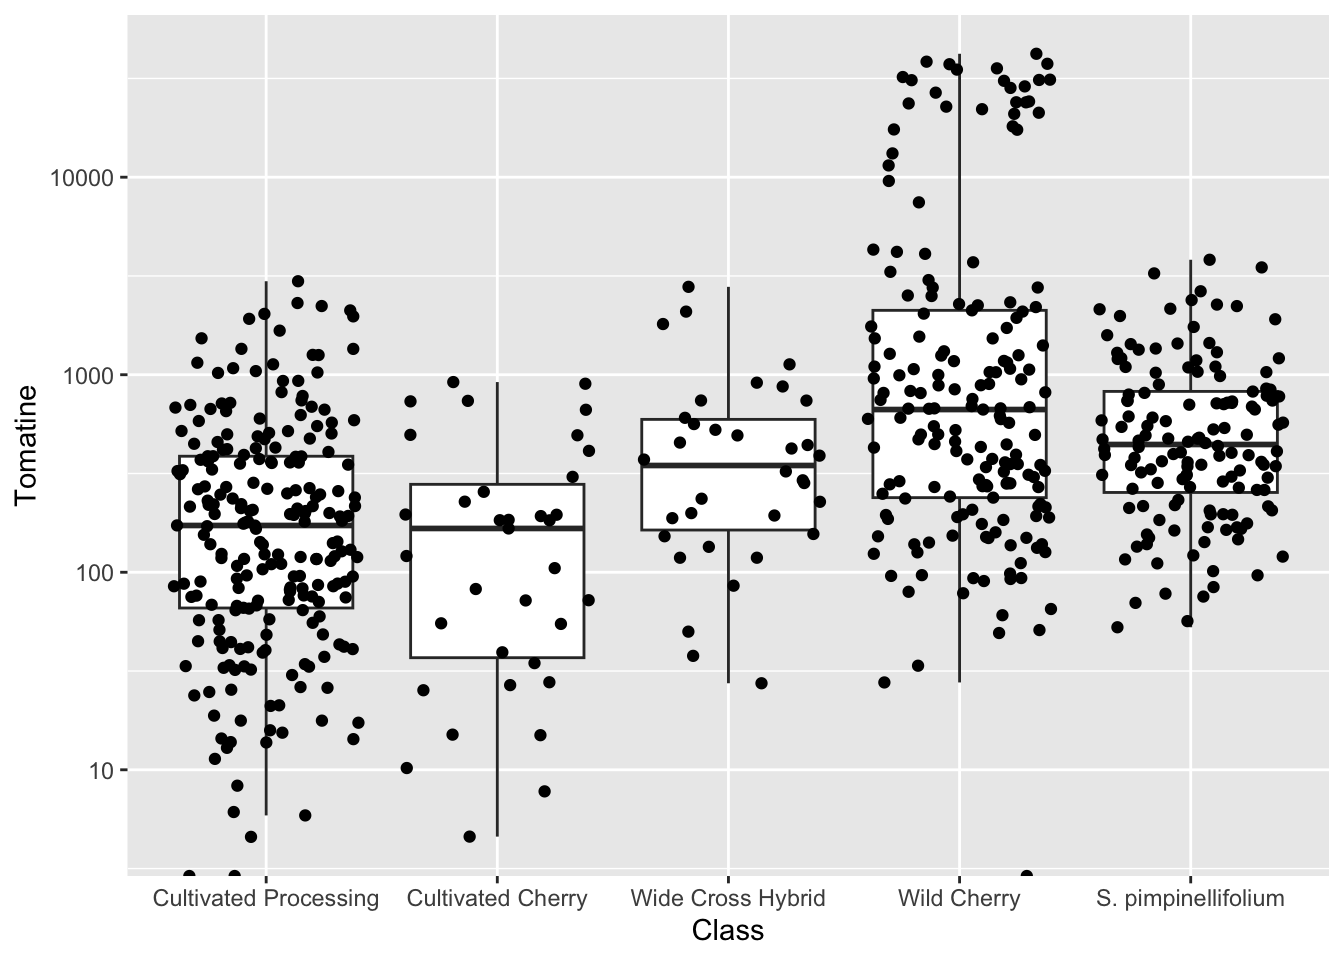 Tomatine
10000
1000
100
10
Cultivated Processing
Cultivated Cherry
Wide Cross Hybrid
Wild Cherry
S. pimpinellifolium
Class